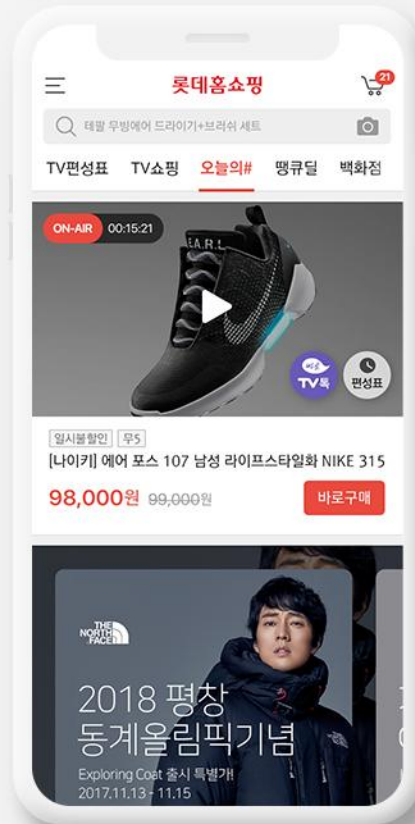 롯데홈쇼핑
21
테팔 무빙에어 드라이기+브러쉬 세트
TV편성표 TV쇼핑 오늘의# 땡큐딜 백화점
ON-AIR 00:15:21
E.A.R.L
TV톡
편성표
일시불할인 무5
[나이키] 에어 포스 107 남성 라이프스타일화 NIKE 315
98,000원 99,000원 바로구매
THE
NORTH
FACE
2018 평창
동계올림픽기념
Exploring Coat 출시 특별가!
2017.11.13 - 11.15